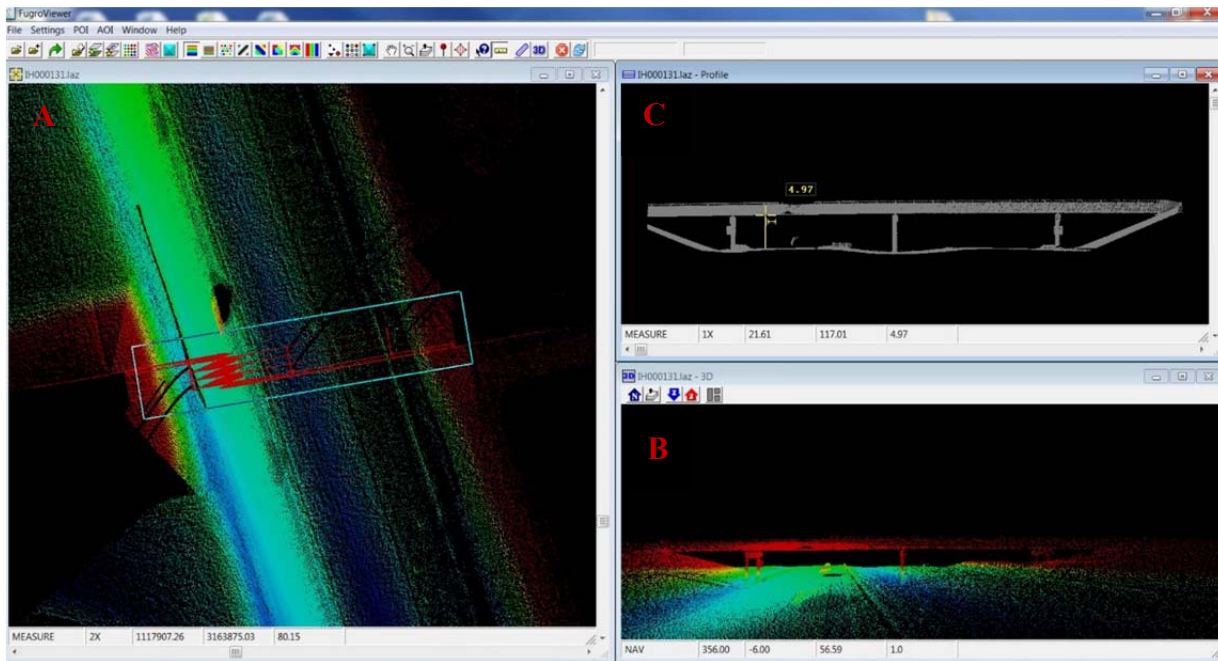 FugroViewer
File Settings POI AOI Window Help
3D
IH000131.laz
A
MEASURE 2X 1117907.26 3163875.03 80.15
IH000131.laz - Profile
C
4.97
MEASURE 1X 21.61 117.01 4.97
3D IH000131.laz - 3D
B
NAV 356.00 -6.00 56.59 1.0